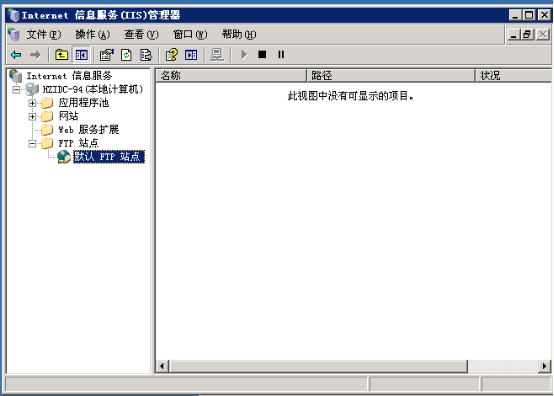 Internet 信息服务(IIS)管理器
文件(F) 操作(A) 查看(V) 窗口(W) 帮助(H)
Internet 信息服务
HZIDC-94(本地计算机)
应用程序池
网站
Web 服务扩展
FTP 站点
默认 FTP 站点
名称 路径 状况
此视图中没有可显示的项目。